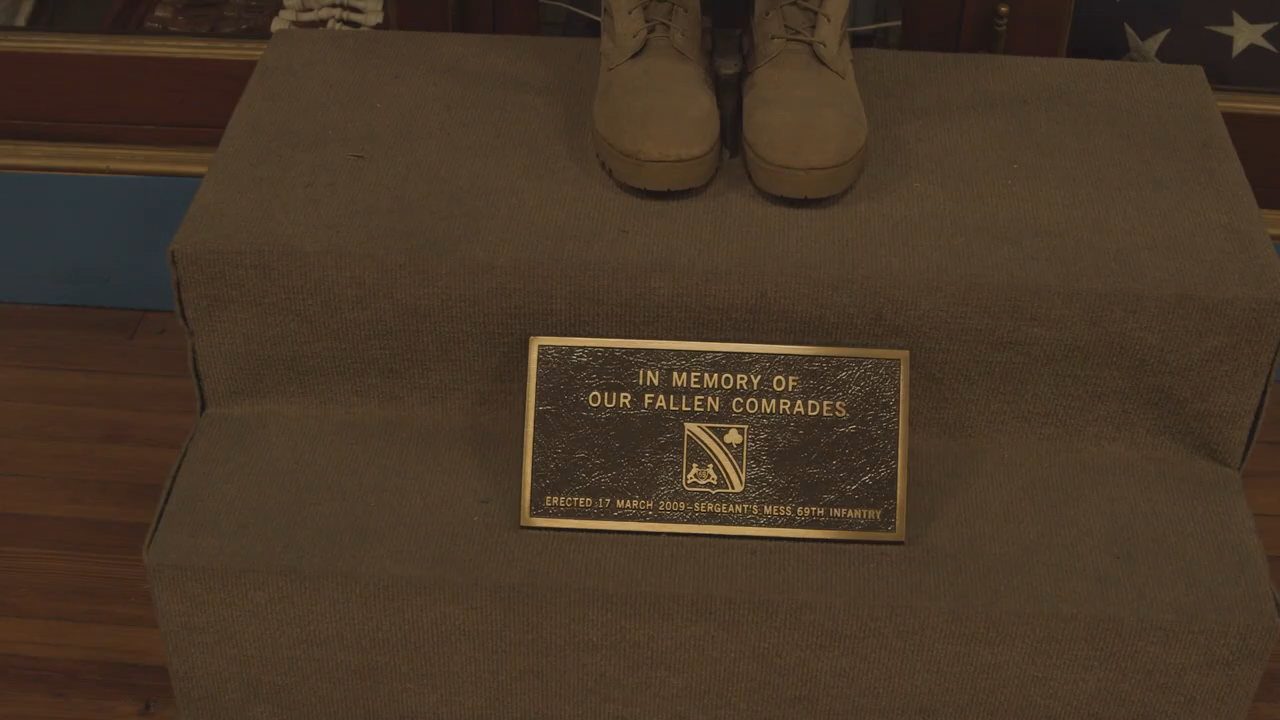 IN MEMORY OF
OUR FALLEN COMRADES
ERECTED 17 MARCH 2009-SERGEANT'S MESS 69TH INFANTRY